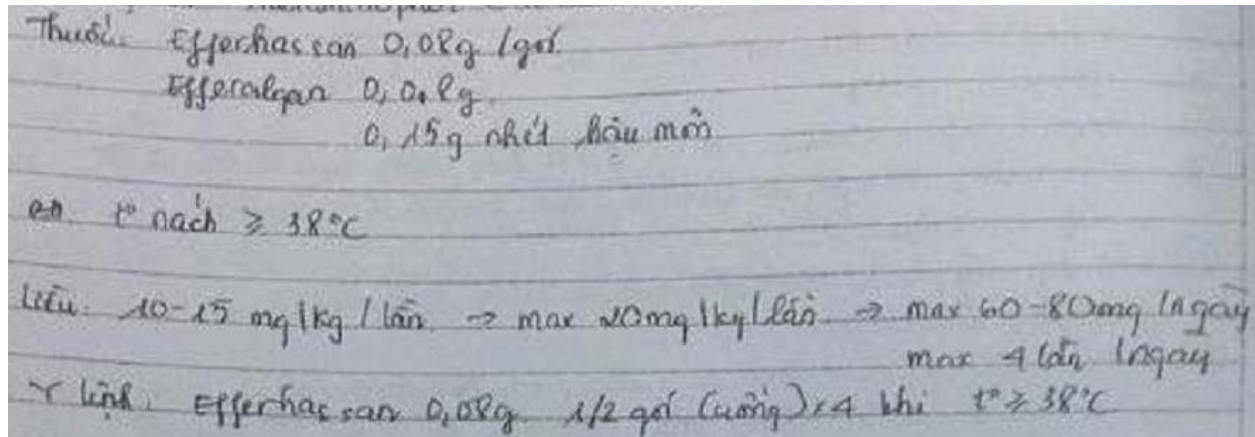 Thuốc: Efferhassan 0,08g /gói
Efferalgan 0,08g
0,15g nhét hậu môn
t° nách ≥ 38°C
Liều: 10-15 mg/kg/lần → max 20mg/kg/lần → max 60-80mg/ngày
max 4 lần/ngày
Y lệnh: Efferhassan 0,08g 1/2 gói (uống) x4 khi t° ≥ 38°C